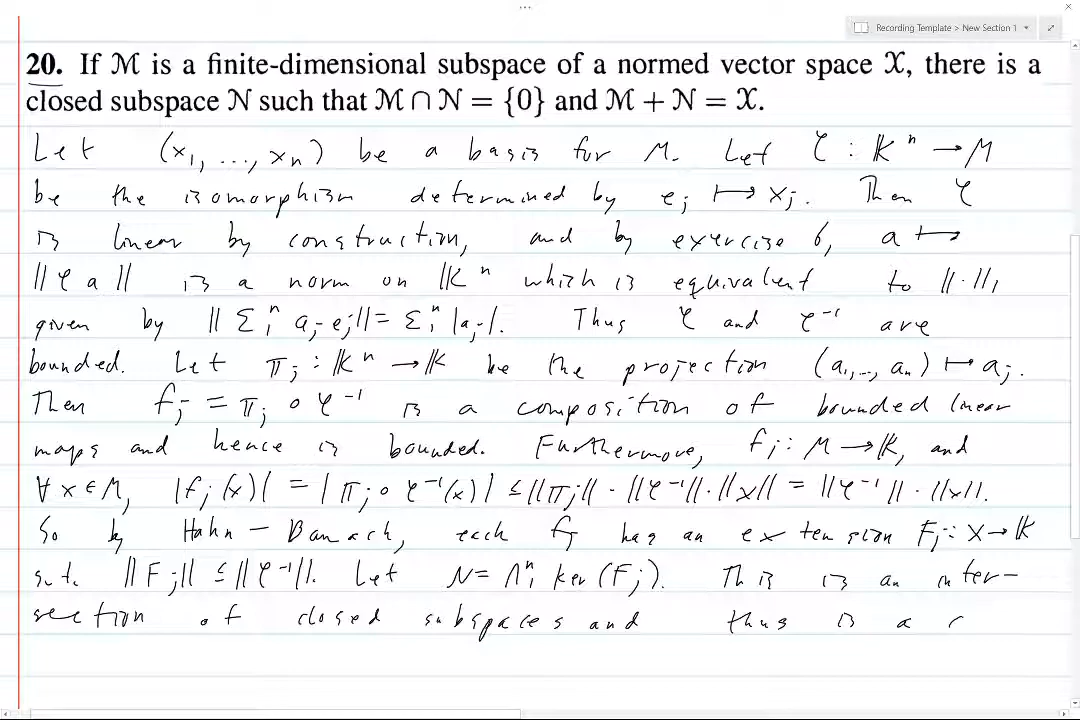 Recording Template > New Section 1
20. If M is a finite-dimensional subspace of a normed vector space X, there is a
closed subspace N such that M ∩ N = {0} and M + N = X.
Let (x₁, ..., xₙ) be a basis for M. Let φ : Kⁿ → M
be the isomorphism determined by eⱼ ↦ xⱼ. Then φ
is linear by construction, and by exercise 6, a ↦
||φ a|| is a norm on Kⁿ which is equivalent to ||·||₁
given by ||Σ₁ⁿ aⱼ eⱼ|| = Σ₁ⁿ |aⱼ|. Thus φ and φ⁻¹ are
bounded. Let πⱼ : Kⁿ → K be the projection (a₁, ..., aₙ) ↦ aⱼ.
Then fⱼ = πⱼ ∘ φ⁻¹ is a composition of bounded linear
maps and hence is bounded. Furthermore, fⱼ : M → K, and
∀ x ∈ M, |fⱼ(x)| = |πⱼ ∘ φ⁻¹(x)| ≤ ||πⱼ|| · ||φ⁻¹|| · ||x|| = ||φ⁻¹|| · ||x||.
So by Hahn-Banach, each fⱼ has an extension Fⱼ : X → K
s.t. ||Fⱼ|| ≤ ||φ⁻¹||. Let N = ∩₁ⁿ ker(Fⱼ). This is an inter-
section of closed subspaces and thus is a c